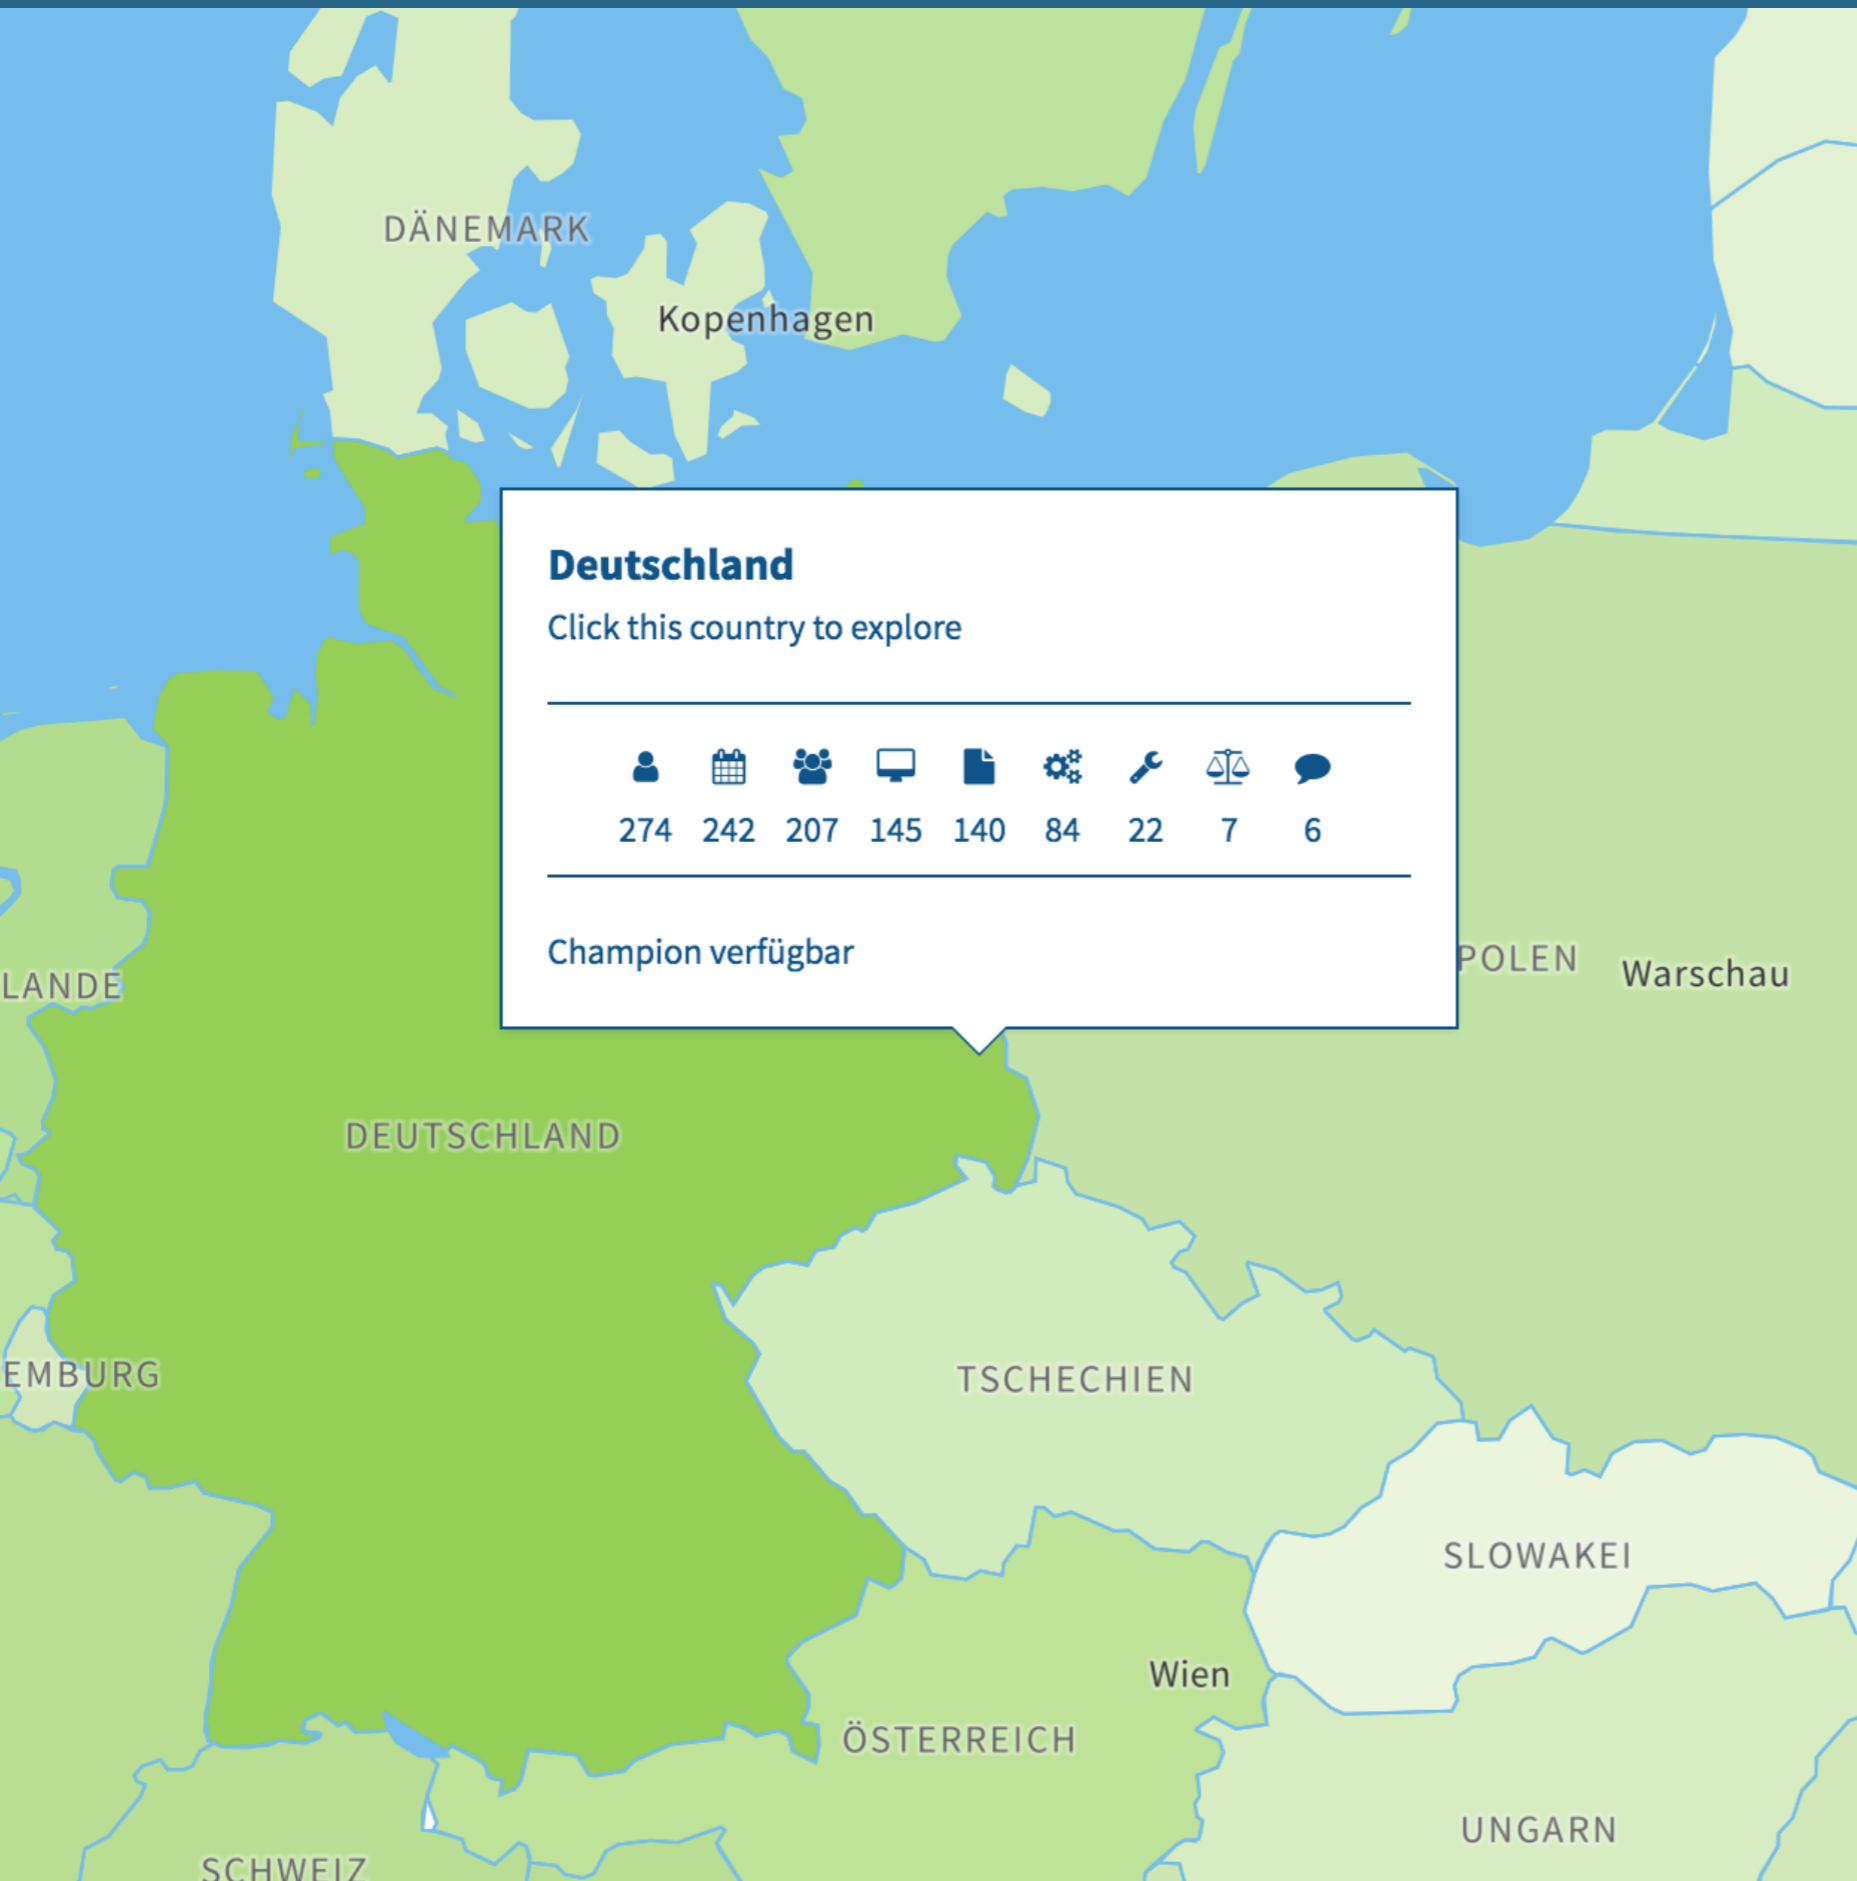 DÄNEMARK
Kopenhagen
Deutschland
Click this country to explore
274 242 207 145 140 84 22 7 6
Champion verfügbar
LANDE
POLEN
Warschau
DEUTSCHLAND
EMBURG
TSCHECHIEN
SLOWAKEI
Wien
ÖSTERREICH
UNGARN
SCHWEIZ